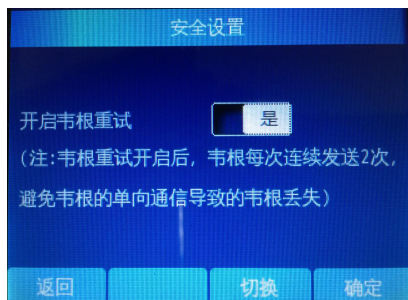 安全设置
开启韦根重试 是
(注:韦根重试开启后，韦根每次连续发送2次，
避免韦根的单向通信导致的韦根丢失)
返回 切换 确定